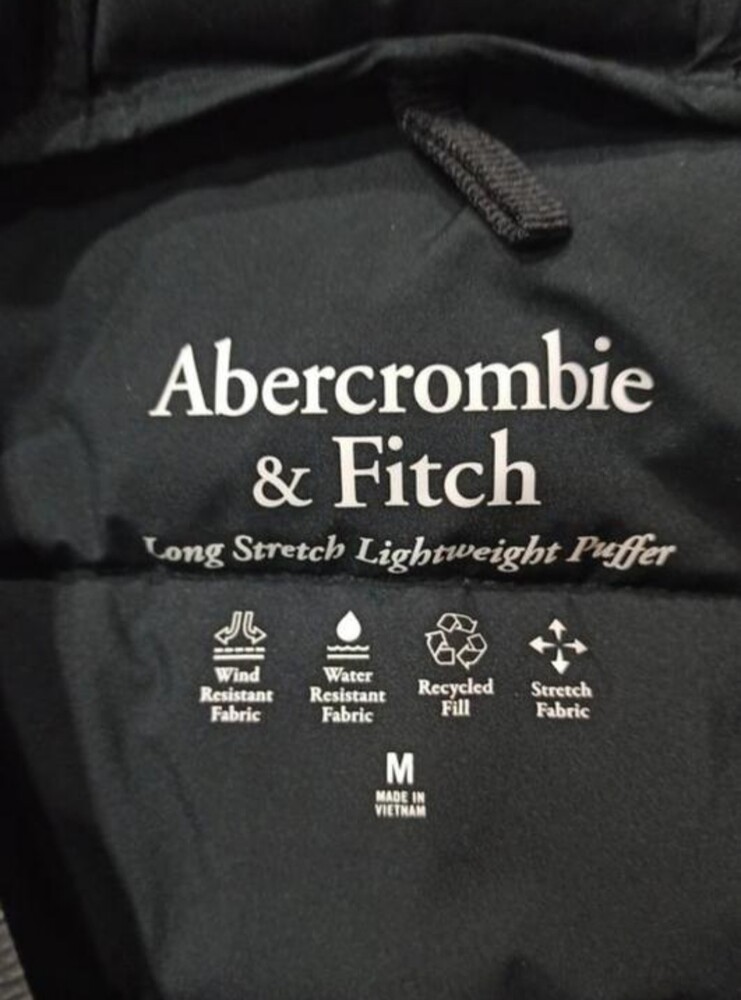 Abercrombie
& Fitch
Long Stretch Lightweight Puffer
Wind
Resistant
Fabric
Water
Resistant
Fabric
Recycled
Fill
Stretch
Fabric
M
MADE IN
VIETNAM